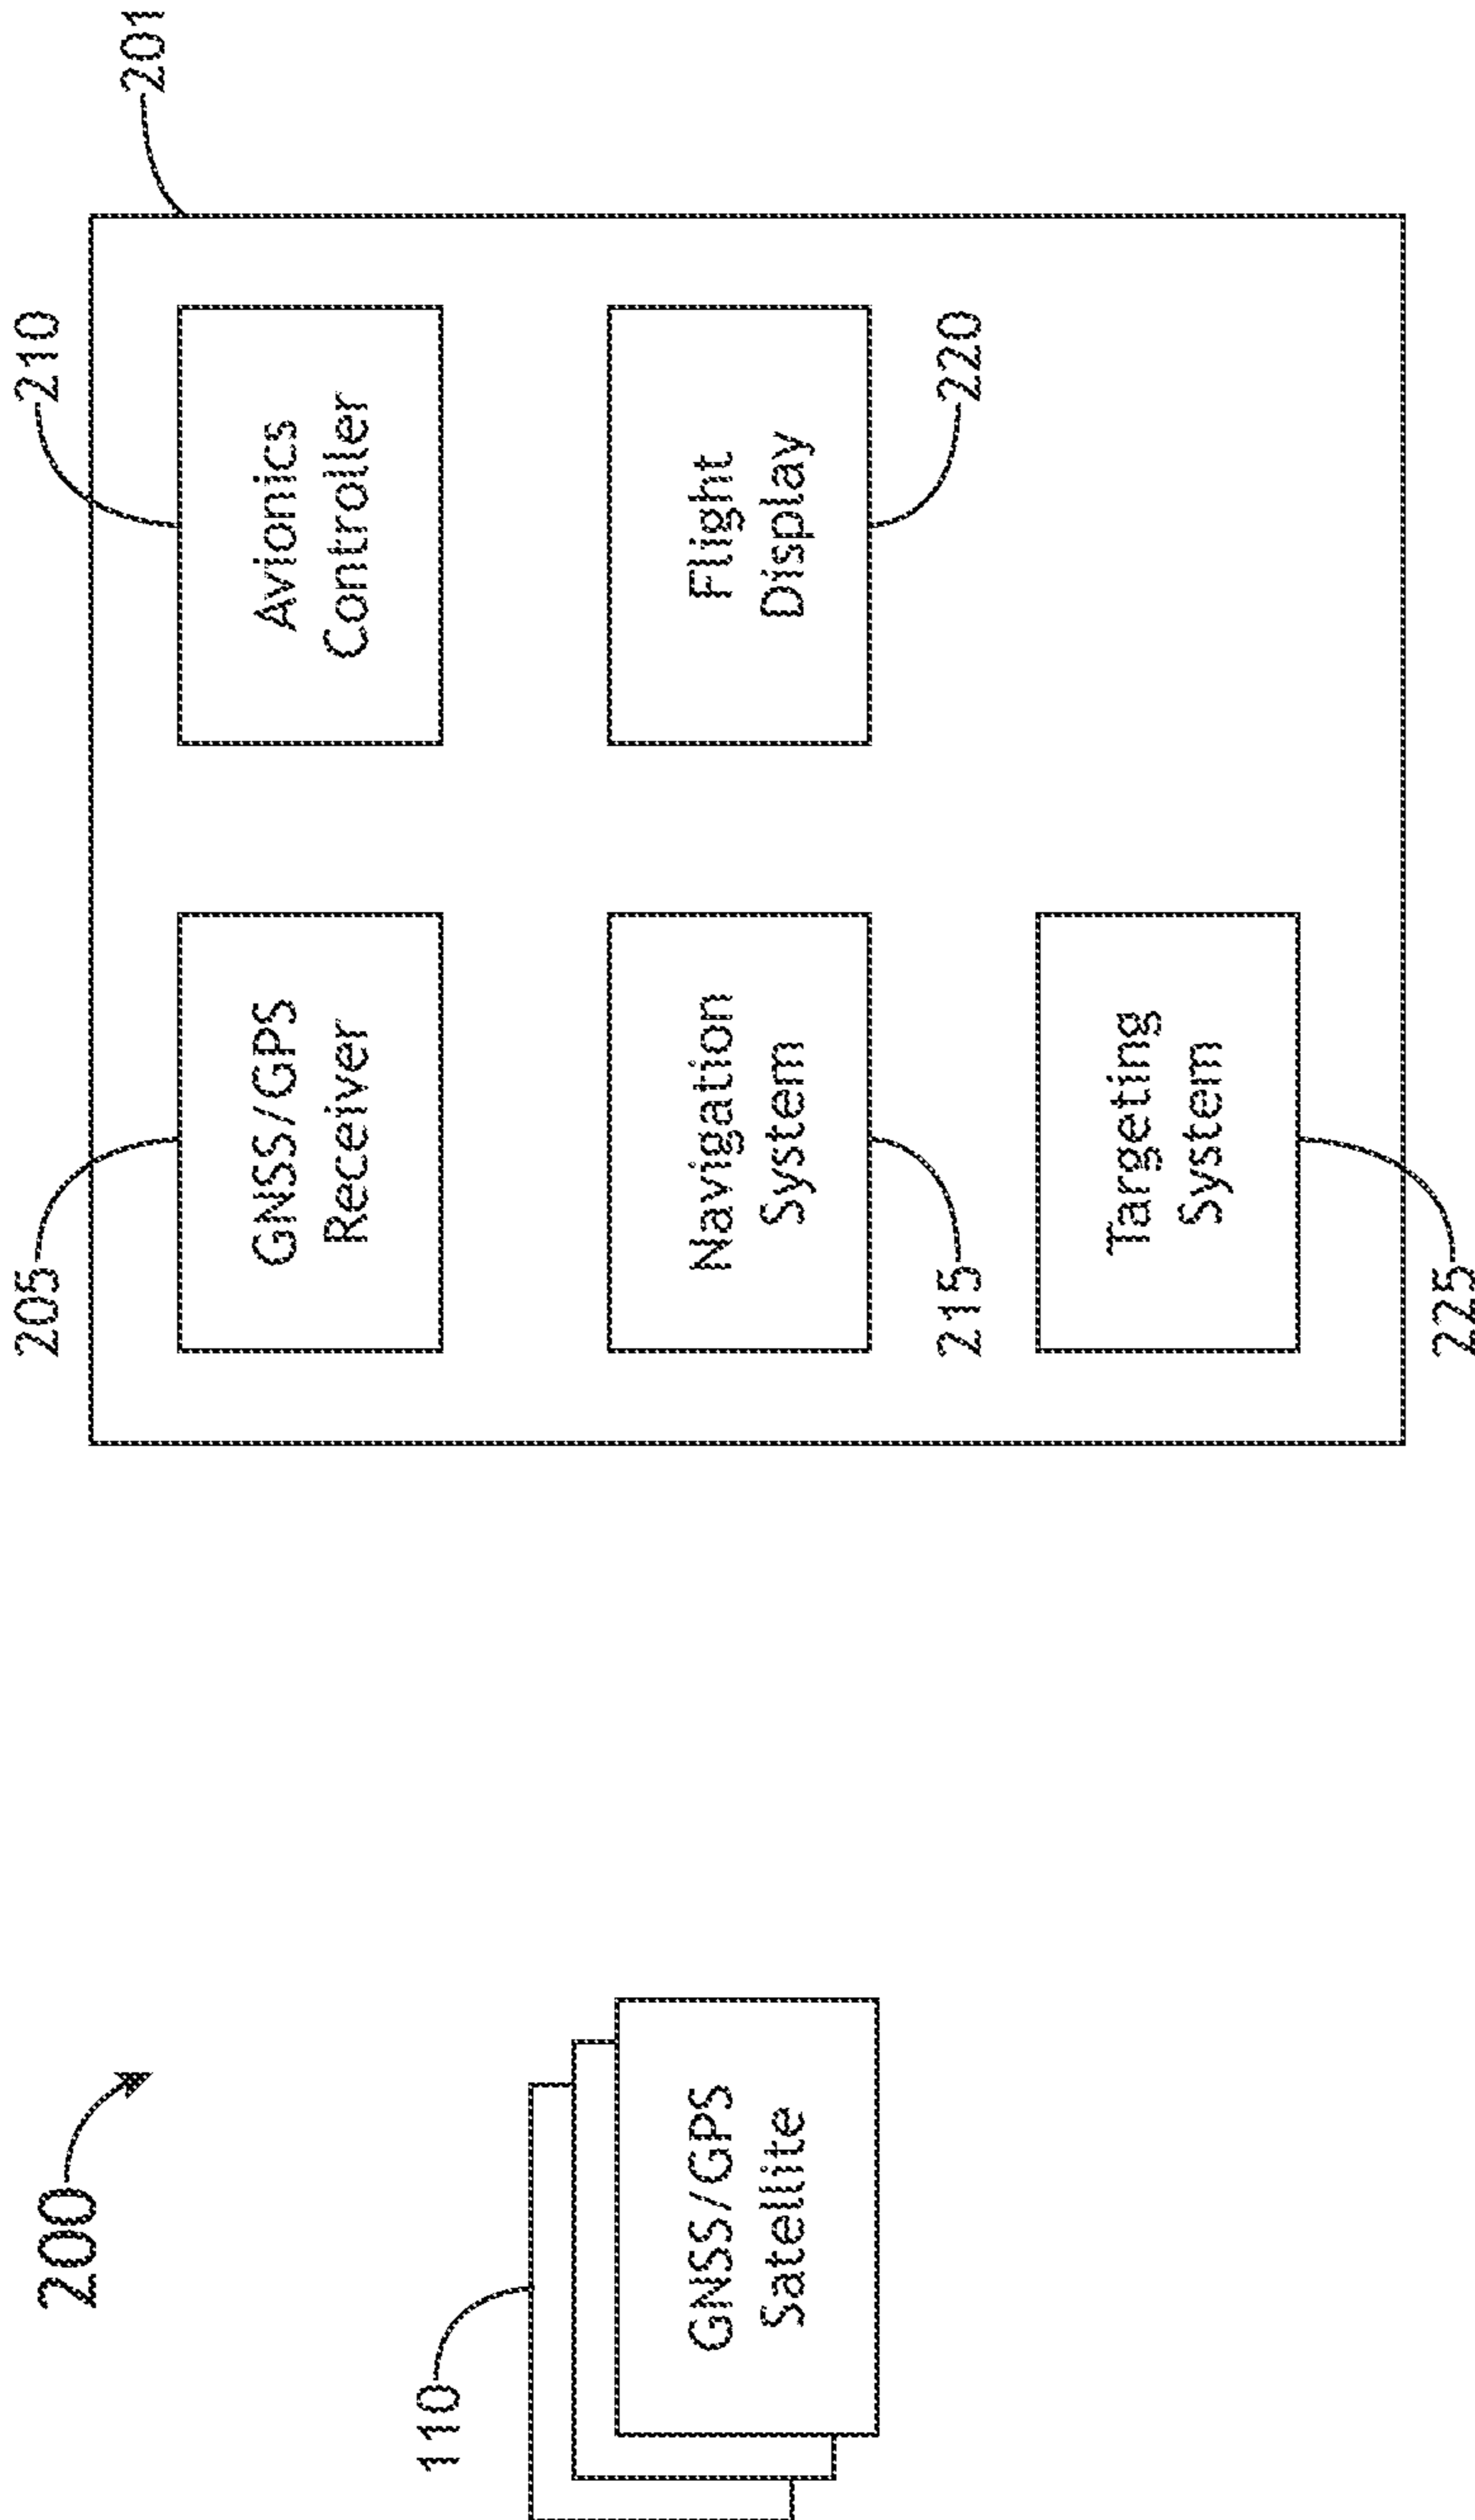 200
110
GNSS/GPS
Satellite
201
205
GNSS/GPS
Receiver
210
Avionics
Controller
Navigation
System
215
Flight
Display
220
Targeting
System
225